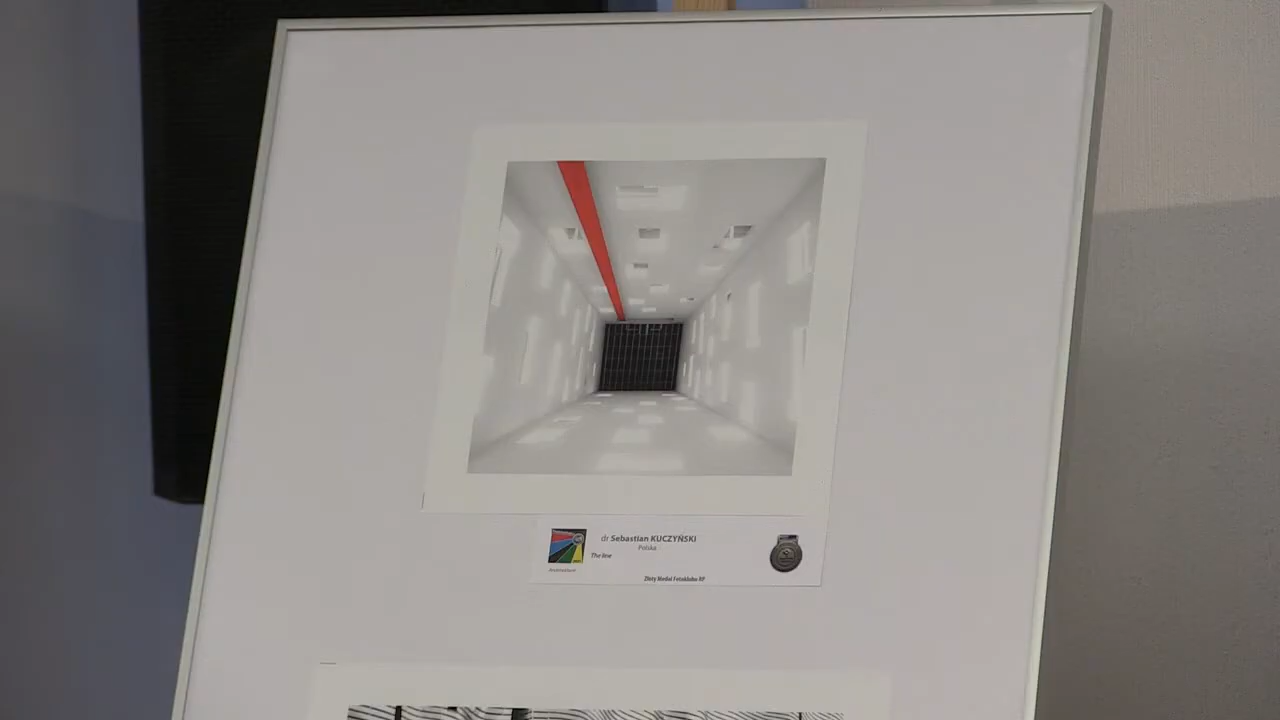 dr Sebastian KUCZYŃSKI
Polska
The line
Złoty Medal Fotoklubu RP